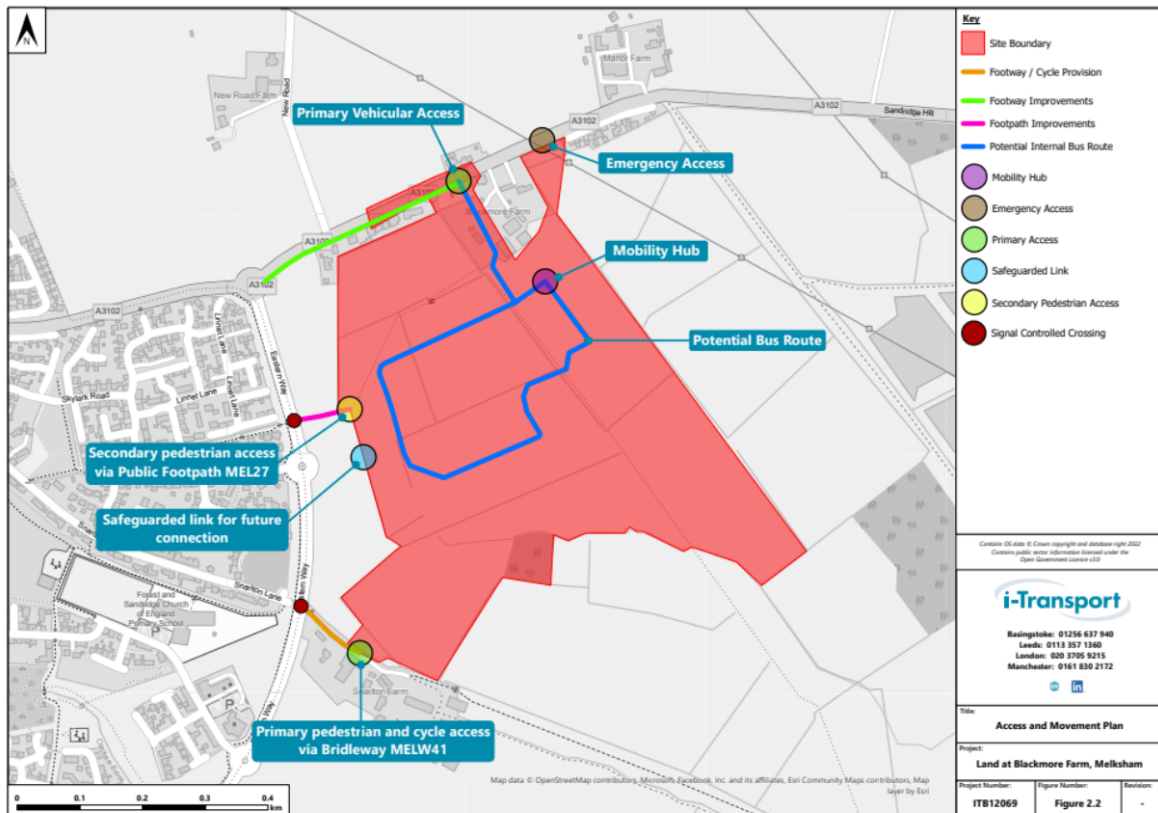 N
Manor Farm
New Road Farm
New Road
Primary Vehicular Access
A3102
A3102
A3102
Sandridge Hill
Emergency Access
A3102
Blackmore Farm
A3102
Mobility Hub
A3102
A3102
Potential Bus Route
Linnet Lane
Linnet Lane
Linnet Lane
Skylark Road
Eastern Way
Secondary pedestrian access
via Public Footpath MEL27
Safeguarded link for future
connection
Snarlton Lane
Forest and
Sandridge Church
of England
Primary School
P
Snarlton Farm
P
Primary pedestrian and cycle access
via Bridleway MELW41
Map data © OpenStreetMap contributors, Microsoft, Facebook, Inc. and its affiliates, Esri Community Maps contributors, Map
layer by Esri
0 0.1 0.2 0.3 0.4
km
Key
Site Boundary
Footway / Cycle Provision
Footway Improvements
Footpath Improvements
Potential Internal Bus Route
Mobility Hub
Emergency Access
Primary Access
Safeguarded Link
Secondary Pedestrian Access
Signal Controlled Crossing
Contains OS data © Crown copyright and database right 2022
Contains public sector information licensed under the
Open Government Licence v3.0
i-Transport
Basingstoke: 01256 637 940
Leeds: 0113 357 1360
London: 020 3705 9215
Manchester: 0161 830 2172
in
Title:
Access and Movement Plan
Project:
Land at Blackmore Farm, Melksham
Project Number: Figure Number: Revision:
ITB12069 Figure 2.2 -